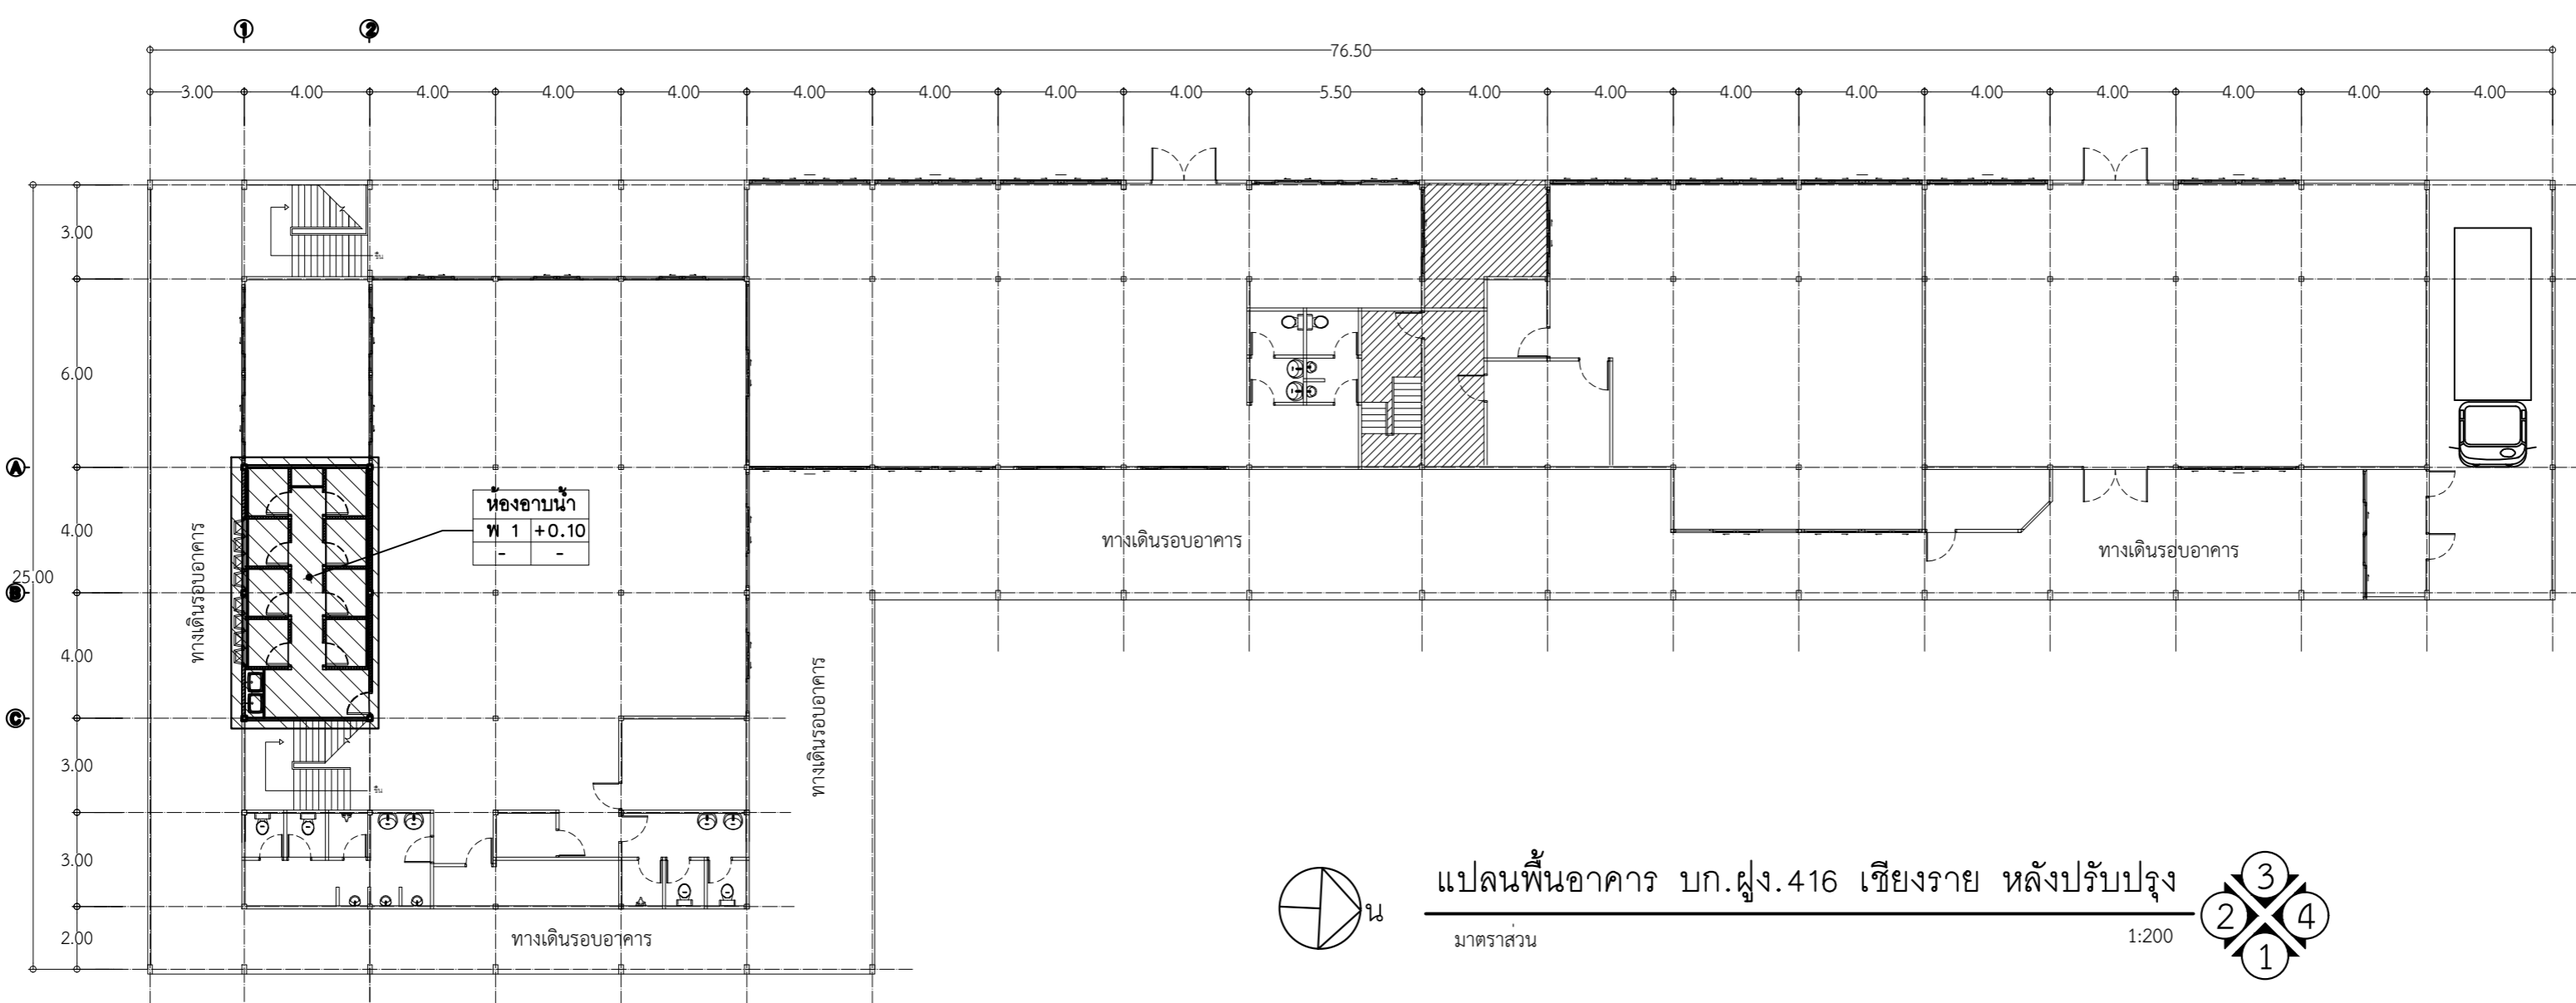 1 2
76.50
3.00 4.00 4.00 4.00 4.00 4.00 4.00 4.00 4.00 5.50 4.00 4.00 4.00 4.00 4.00 4.00 4.00 4.00 4.00
3.00
ขึ้น
6.00
A
ห้องอาบน้ำ
พ 1 +0.10
- -
4.00
ทางเดินรอบอาคาร
ทางเดินรอบอาคาร
ทางเดินรอบอาคาร
25.00
B
4.00
ทางเดินรอบอาคาร
C
3.00
ขึ้น
3.00
2.00
ทางเดินรอบอาคาร
น
แปลนพื้นอาคาร บก.ฝูง.416 เชียงราย หลังปรับปรุง
มาตราส่วน 1:200
3
2 4
1